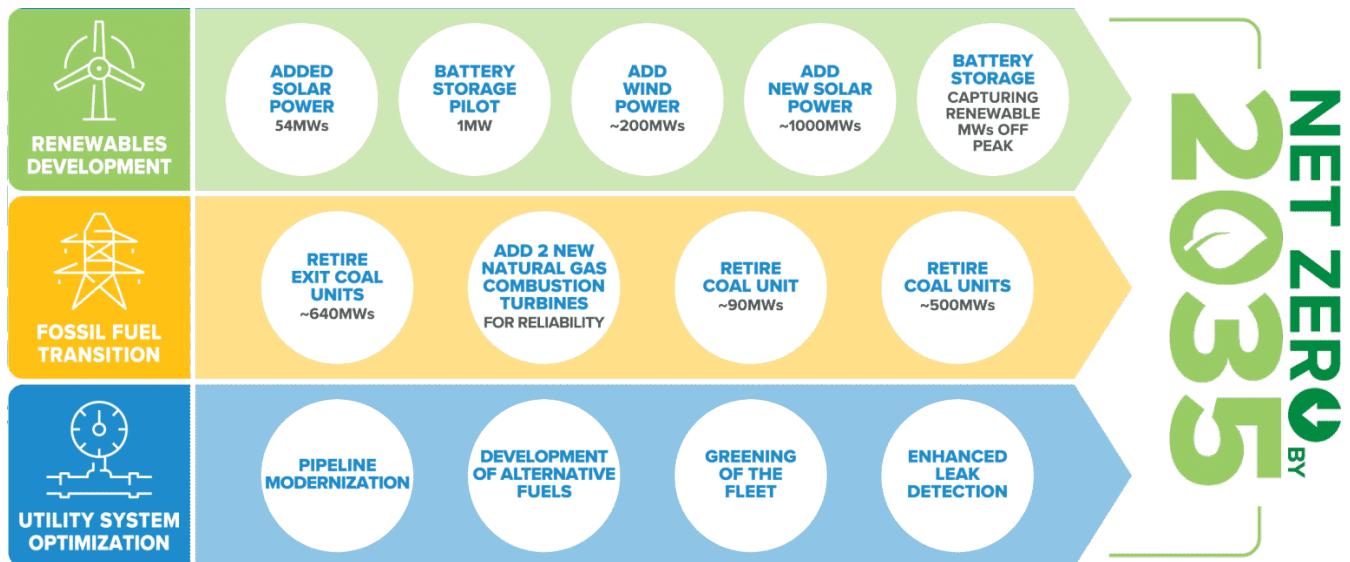 RENEWABLES
DEVELOPMENT
ADDED
SOLAR
POWER
54MWs
BATTERY
STORAGE
PILOT
1MW
ADD
WIND
POWER
~200MWs
ADD
NEW SOLAR
POWER
~1000MWs
BATTERY
STORAGE
CAPTURING
RENEWABLE
MWs OFF
PEAK
FOSSIL FUEL
TRANSITION
RETIRE
EXIT COAL
UNITS
~640MWs
ADD 2 NEW
NATURAL GAS
COMBUSTION
TURBINES
FOR RELIABILITY
RETIRE
COAL UNIT
~90MWs
RETIRE
COAL UNITS
~500MWs
UTILITY SYSTEM
OPTIMIZATION
PIPELINE
MODERNIZATION
DEVELOPMENT
OF ALTERNATIVE
FUELS
GREENING
OF THE
FLEET
ENHANCED
LEAK
DETECTION
NET ZERO BY
2035